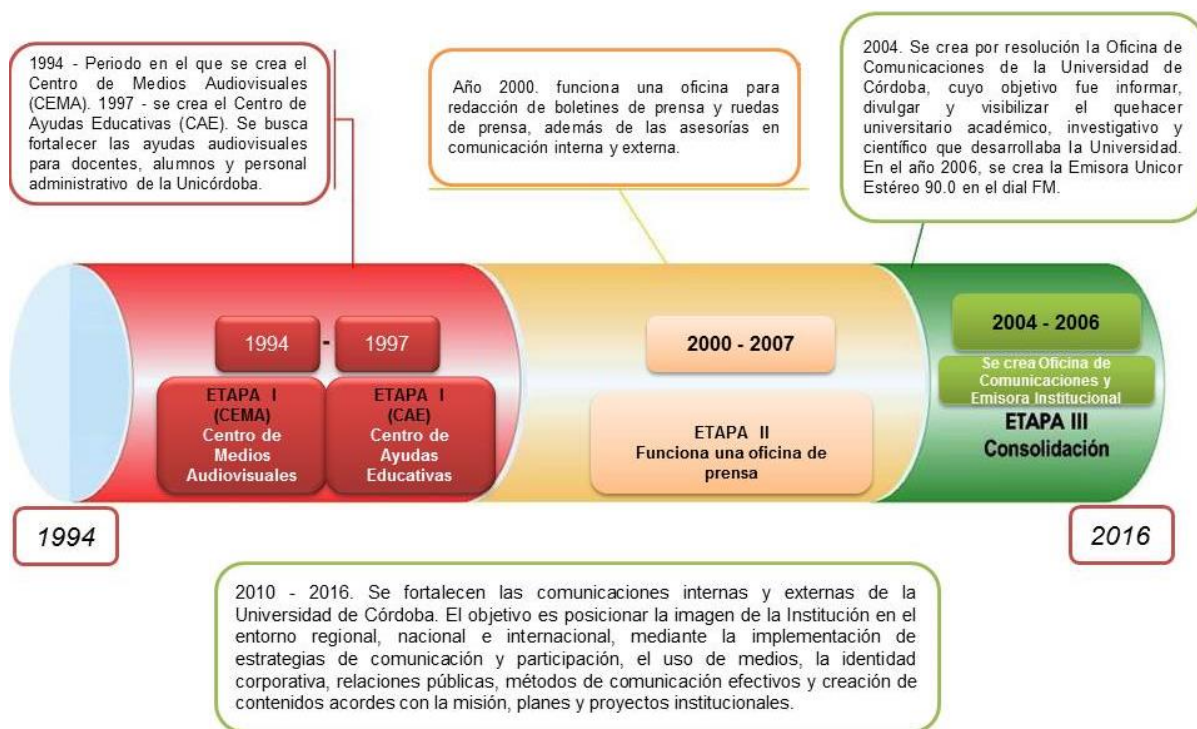 1994 - Periodo en el que se crea el
Centro de Medios Audiovisuales
(CEMA). 1997 - se crea el Centro de
Ayudas Educativas (CAE). Se busca
fortalecer las ayudas audiovisuales
para docentes, alumnos y personal
administrativo de la Unicórdoba.
Año 2000. funciona una oficina para
redacción de boletines de prensa y ruedas
de prensa, además de las asesorías en
comunicación interna y externa.
2004. Se crea por resolución la Oficina de
Comunicaciones de la Universidad de
Córdoba, cuyo objetivo fue informar,
divulgar y visibilizar el quehacer
universitario académico, investigativo y
científico que desarrollaba la Universidad.
En el año 2006, se crea la Emisora Unicor
Estéreo 90.0 en el dial FM.
1994 - 1997
ETAPA I
(CEMA)
Centro de
Medios
Audiovisuales
ETAPA I
(CAE)
Centro de
Ayudas
Educativas
2000 - 2007
ETAPA II
Funciona una oficina de
prensa
2004 - 2006
Se crea Oficina de
Comunicaciones y
Emisora Institucional
ETAPA III
Consolidación
1994
2016
2010 - 2016. Se fortalecen las comunicaciones internas y externas de la
Universidad de Córdoba. El objetivo es posicionar la imagen de la Institución en el
entorno regional, nacional e internacional, mediante la implementación de
estrategias de comunicación y participación, el uso de medios, la identidad
corporativa, relaciones públicas, métodos de comunicación efectivos y creación de
contenidos acordes con la misión, planes y proyectos institucionales.